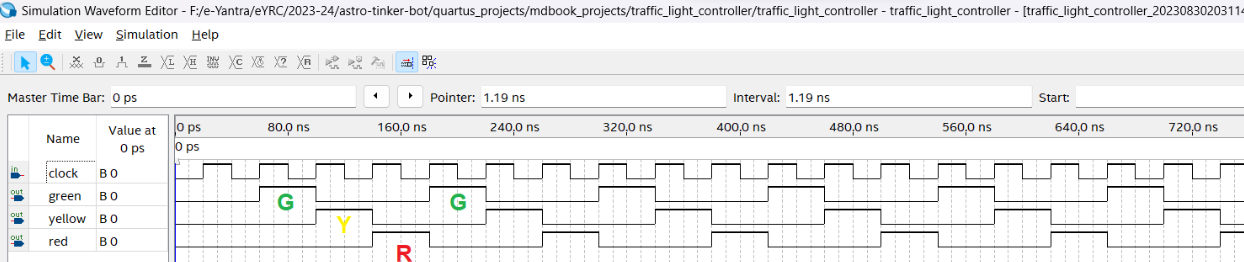 Simulation Waveform Editor - F:/e-Yantra/eYRC/2023-24/astro-tinker-bot/quartus_projects/mdbook_projects/traffic_light_controller/traffic_light_controller - traffic_light_controller - [traffic_light_controller_2023083020311
File Edit View Simulation Help
Master Time Bar: 0 ps Pointer: 1.19 ns Interval: 1.19 ns Start:
Name Value at 0 ps
0 ps 80.0 ns 160.0 ns 240.0 ns 320.0 ns 400.0 ns 480.0 ns 560.0 ns 640.0 ns 720.0 ns
0 ps
in clock B 0
out green B 0
G G
out yellow B 0
Y
out red B 0
R